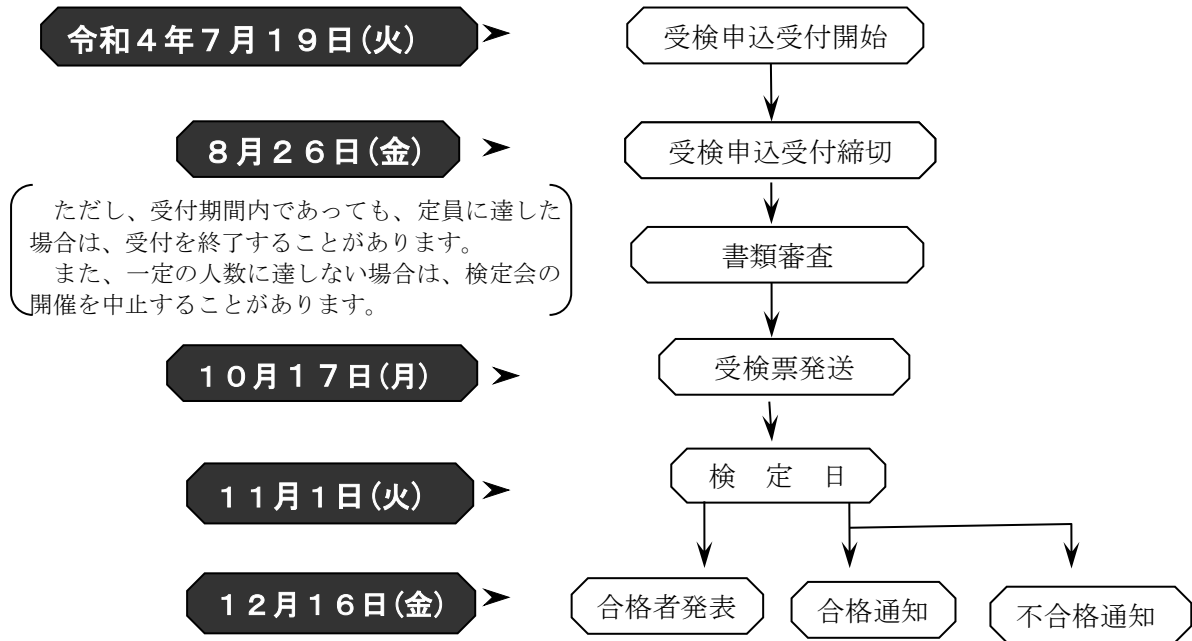 令和４年７月１９日(火)
受検申込受付開始
８月２６日(金)
受検申込受付締切
ただし、受付期間内であっても、定員に達した
場合は、受付を終了することがあります。
また、一定の人数に達しない場合は、検定会の
開催を中止することがあります。
書類審査
１０月１７日(月)
受検票発送
１１月１日(火)
検　定　日
１２月１６日(金)
合格者発表
合格通知
不合格通知